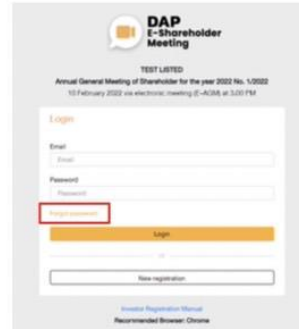 DAP
E-Shareholder
Meeting
TEST LISTED
Annual General Meeting of Shareholder for the year 2022 No. 1/2022
10 February 2022 via electronic meeting (E-AGM) at 3.00 PM
Login
Email
Email
Password
Password
Forgot password
Login
or
New registration
Investor Registration Manual
Recommended Browser: Chrome